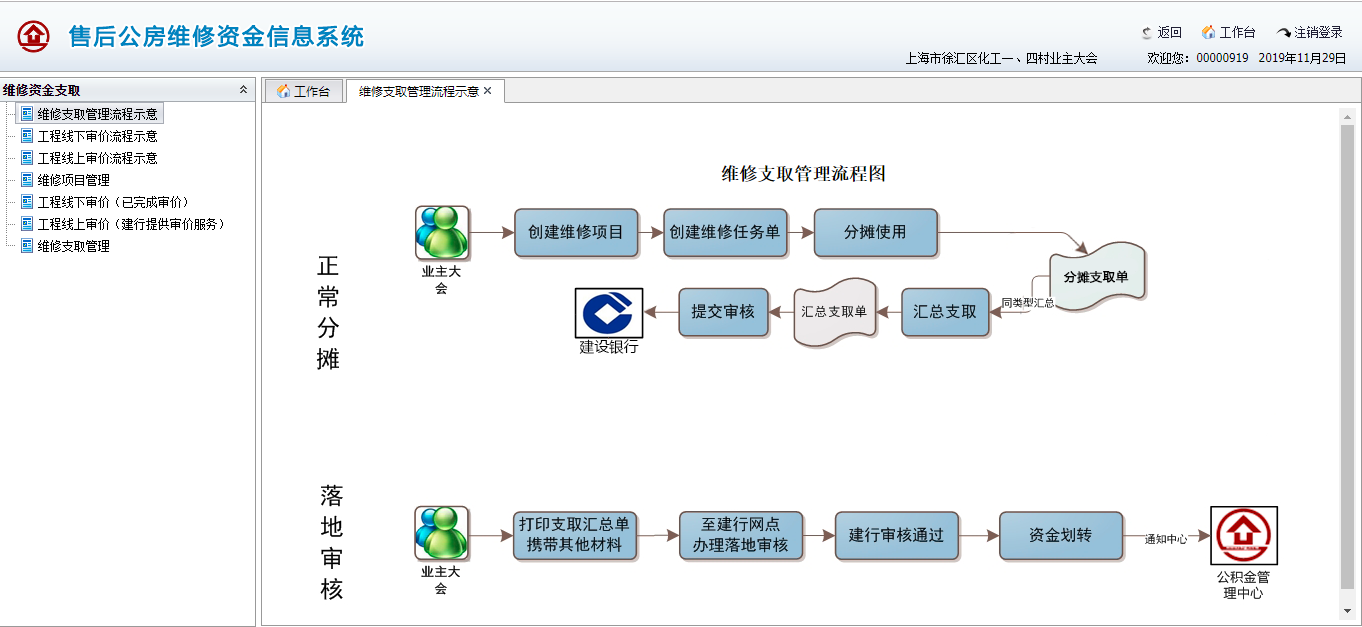 售后公房维修资金信息系统
返回 工作台 注销登录
上海市徐汇区化工一、四村业主大会 欢迎您: 00000919 2019年11月29日
维修资金支取
维修支取管理流程示意
工程线下审价流程示意
工程线上审价流程示意
维修项目管理
工程线下审价（已完成审价）
工程线上审价（建行提供审价服务）
维修支取管理
工作台 维修支取管理流程示意
维修支取管理流程图
正
常
分
摊
业主大
会
创建维修项目
创建维修任务单
分摊使用
分摊支取单
同类型汇总
汇总支取
汇总支取单
提交审核
建设银行
落
地
审
核
业主大
会
打印支取汇总单
携带其他材料
至建行网点
办理落地审核
建行审核通过
资金划转
通知中心
公积金管
理中心